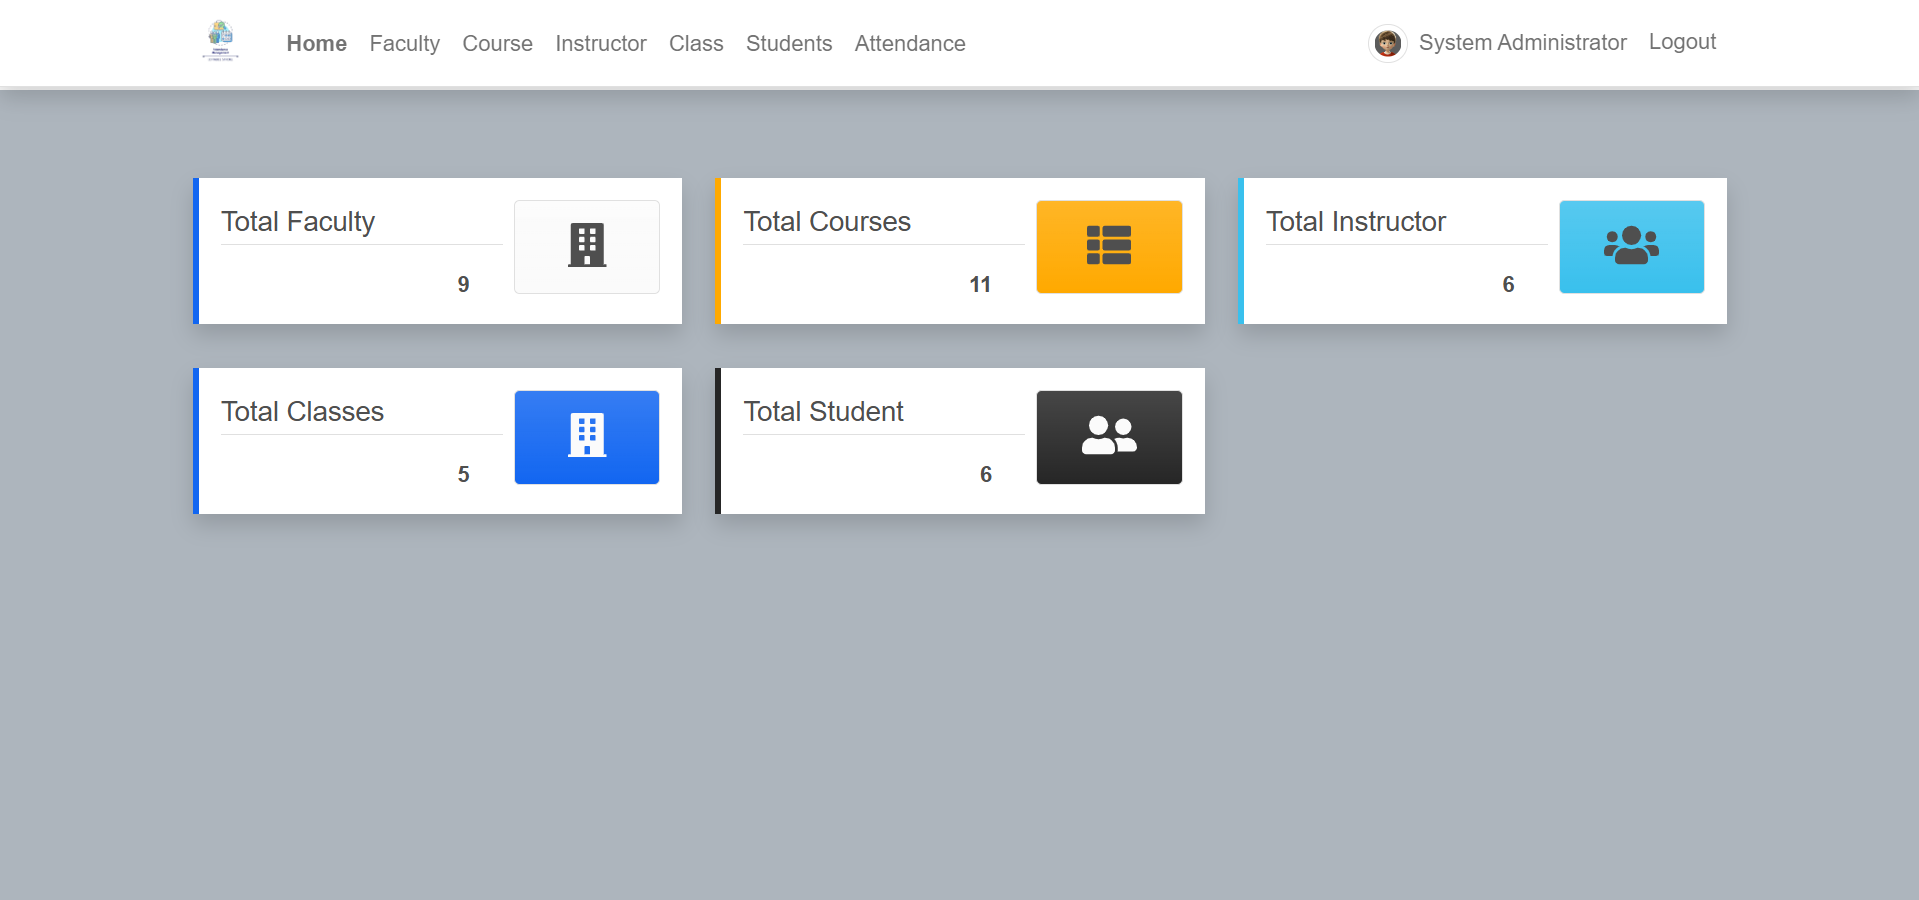 Home Faculty Course Instructor Class Students Attendance System Administrator Logout
Total Faculty
9
Total Courses
11
Total Instructor
6
Total Classes
5
Total Student
6